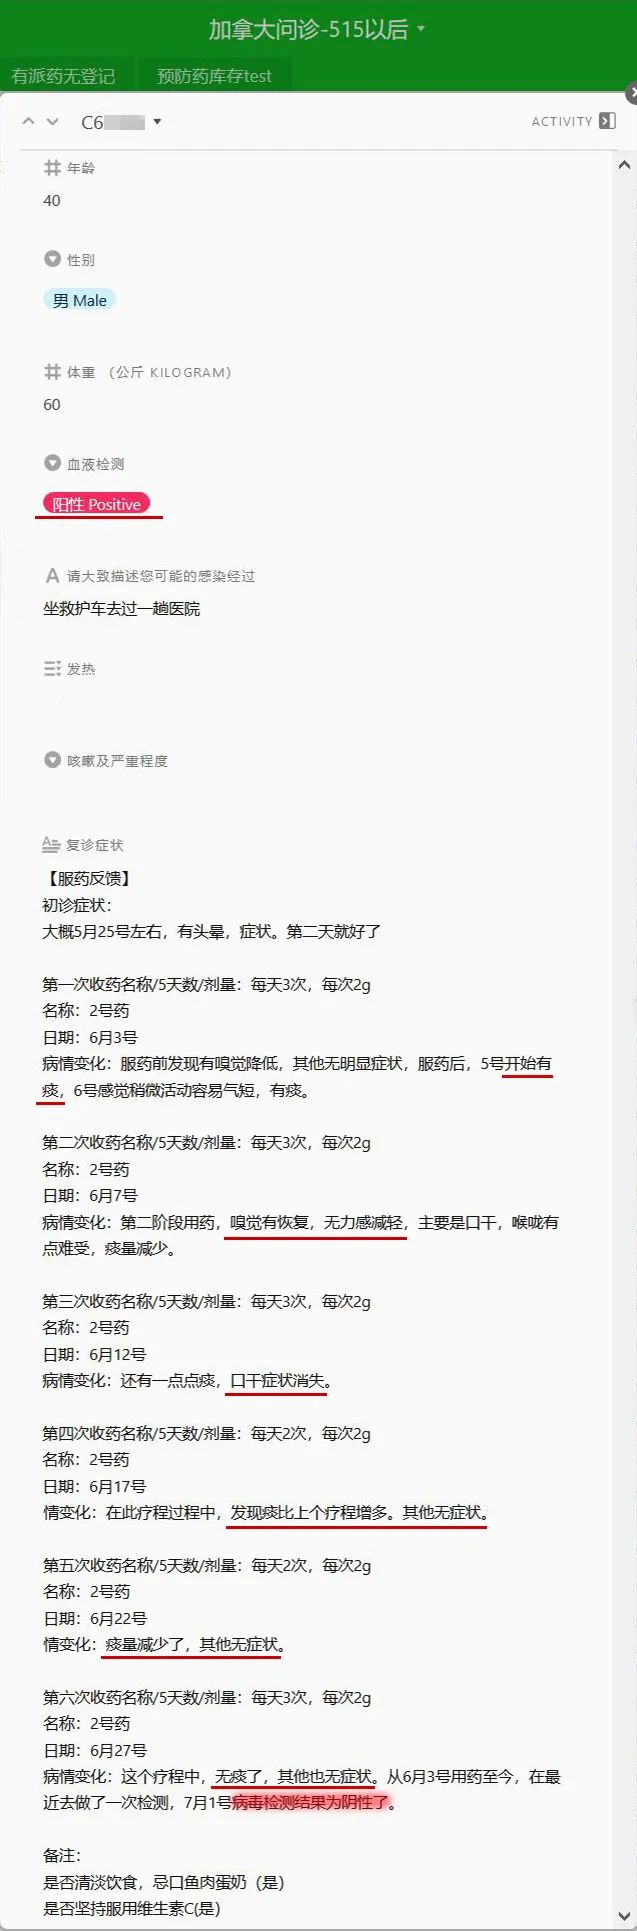 加拿大问诊-515以后
有派药无登记
预防药库存test
C6
ACTIVITY
年龄
40
性别
男 Male
体重 （公斤 KILOGRAM）
60
血液检测
阳性 Positive
请大致描述您可能的感染经过
坐救护车去过一趟医院
发热
咳嗽及严重程度
复诊症状
【服药反馈】
初诊症状：
大概5月25号左右，有头晕，症状。第二天就好了
第一次收药名称/5天数/剂量：每天3次，每次2g
名称：2号药
日期：6月3号
病情变化：服药前发现有嗅觉降低，其他无明显症状，服药后，5号开始有
痰，6号感觉稍微活动容易气短，有痰。
第二次收药名称/5天数/剂量：每天3次，每次2g
名称：2号药
日期：6月7号
病情变化：第二阶段用药，嗅觉有恢复，无力感减轻，主要是口干，喉咙有
点难受，痰量减少。
第三次收药名称/5天数/剂量：每天3次，每次2g
名称：2号药
日期：6月12号
病情变化：还有一点点痰，口干症状消失。
第四次收药名称/5天数/剂量：每天2次，每次2g
名称：2号药
日期：6月17号
情变化：在此疗程过程中，发现痰比上个疗程增多。其他无症状。
第五次收药名称/5天数/剂量：每天2次，每次2g
名称：2号药
日期：6月22号
情变化：痰量减少了，其他无症状。
第六次收药名称/5天数/剂量：每天3次，每次2g
名称：2号药
日期：6月27号
病情变化：这个疗程中，无痰了，其他也无症状。从6月3号用药至今，在最
近去做了一次检测，7月1号病毒检测结果为阴性了。
备注：
是否清淡饮食，忌口鱼肉蛋奶（是）
是否坚持服用维生素C(是)